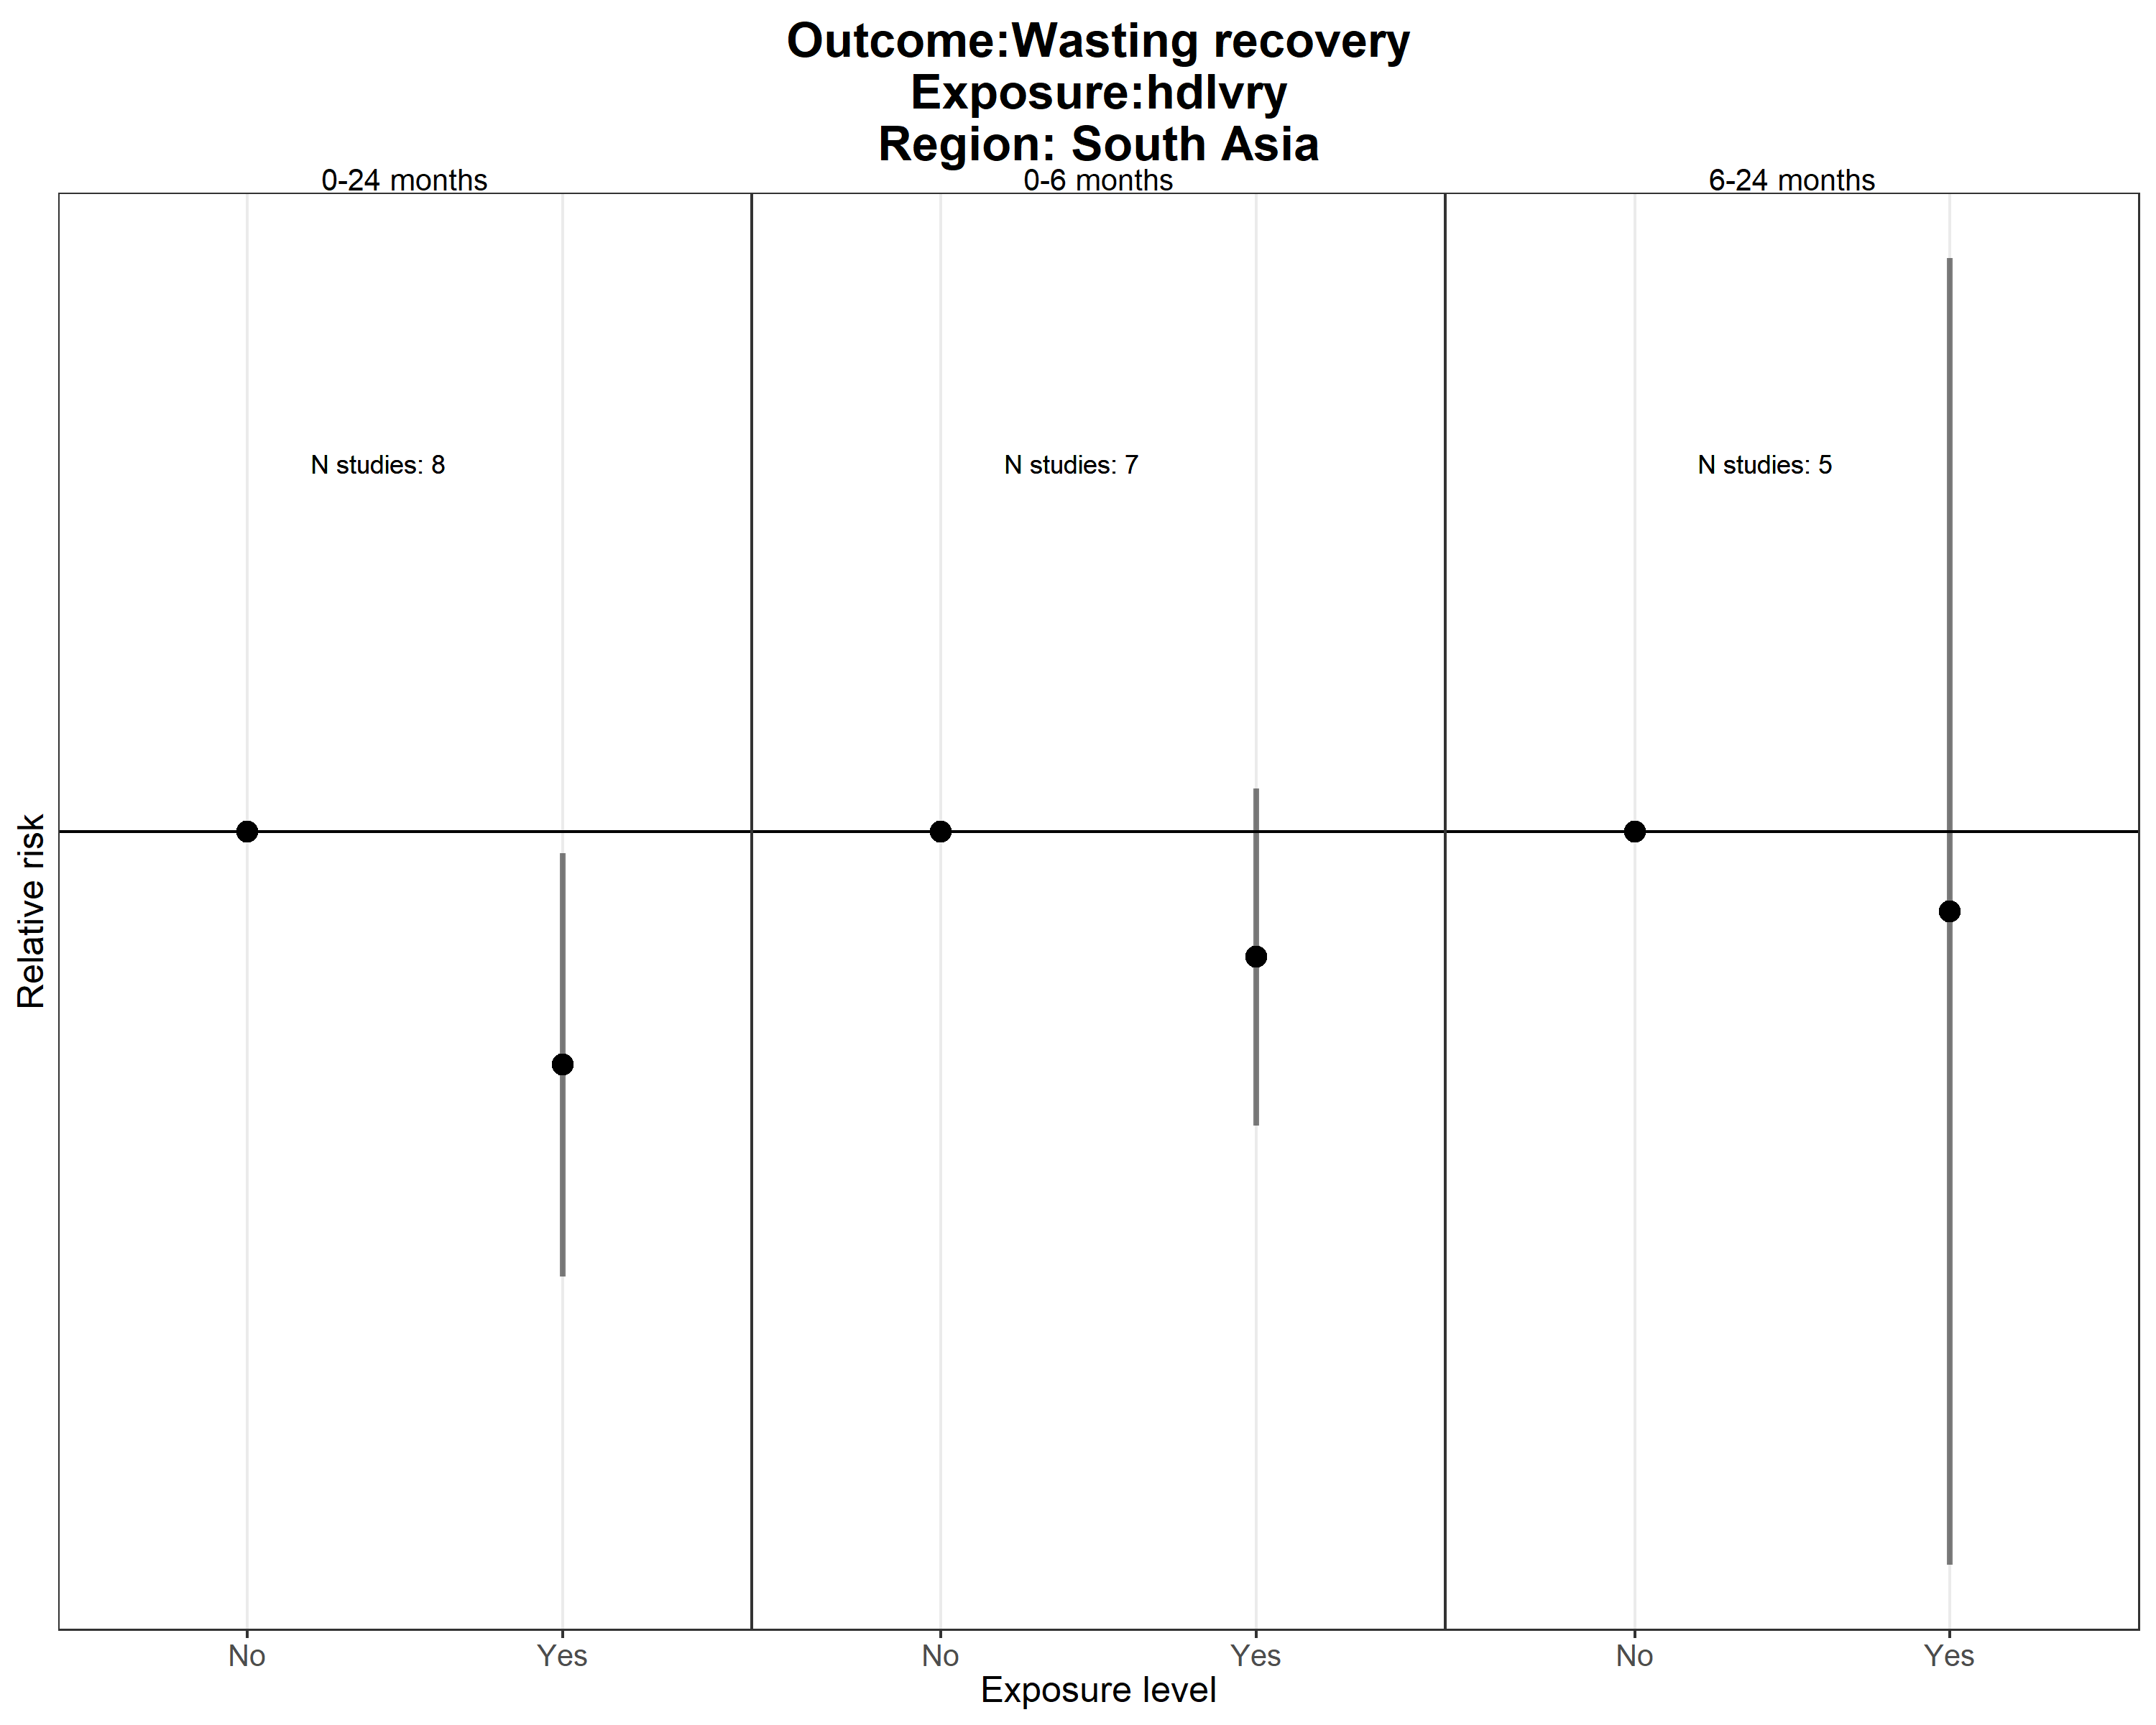 Outcome:Wasting recovery
Exposure:hdlvry
Region: South Asia
0-24 months
0-6 months
6-24 months
N studies: 8
N studies: 7
N studies: 5
Relative risk
No
Yes
No
Yes
No
Yes
Exposure level